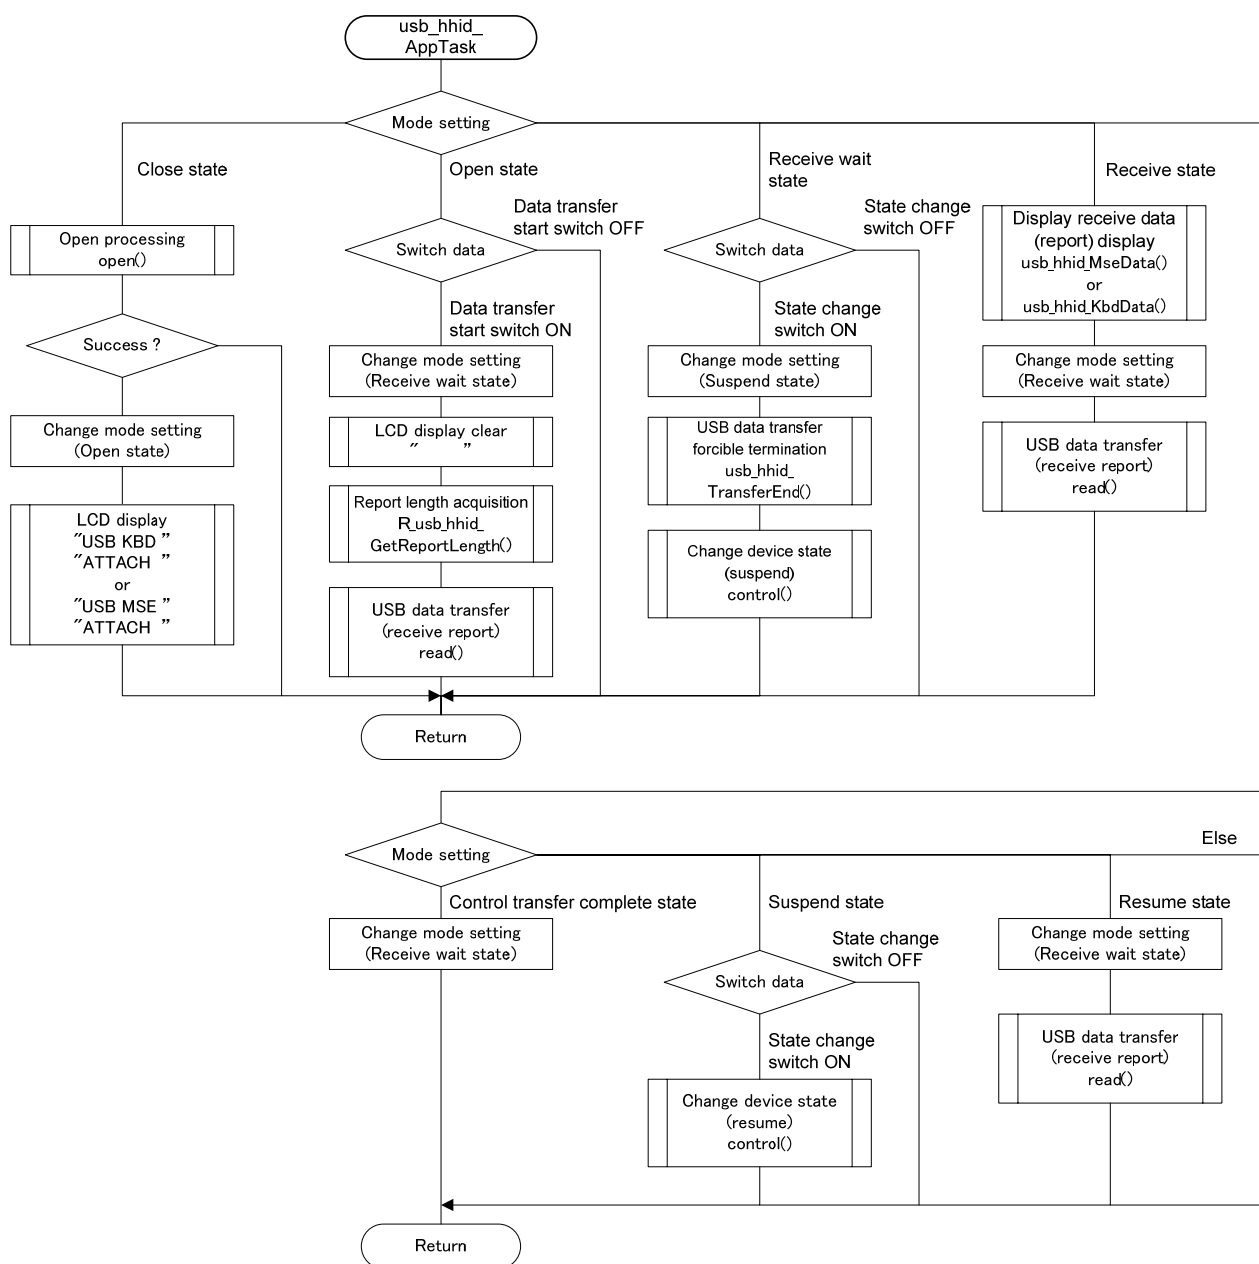 usb_hhid_
AppTask
Mode setting
Close state
Open state
Receive wait
state
Receive state
Open processing
open()
Success ?
Change mode setting
(Open state)
LCD display
"USB KBD ”
"ATTACH ”
or
"USB MSE ”
"ATTACH ”
Switch data
Data transfer
start switch OFF
Data transfer
start switch ON
Change mode setting
(Receive wait state)
LCD display clear
" ”
Report length acquisition
R_usb_hhid_
GetReportLength()
USB data transfer
(receive report)
read()
Switch data
State change
switch OFF
State change
switch ON
Change mode setting
(Suspend state)
USB data transfer
forcible termination
usb_hhid_
TransferEnd()
Change device state
(suspend)
control()
Display receive data
(report) display
usb_hhid_MseData()
or
usb_hhid_KbdData()
Change mode setting
(Receive wait state)
USB data transfer
(receive report)
read()
Return
Mode setting
Else
Control transfer complete state
Suspend state
Resume state
Change mode setting
(Receive wait state)
Switch data
State change
switch OFF
State change
switch ON
Change device state
(resume)
control()
Change mode setting
(Receive wait state)
USB data transfer
(receive report)
read()
Return